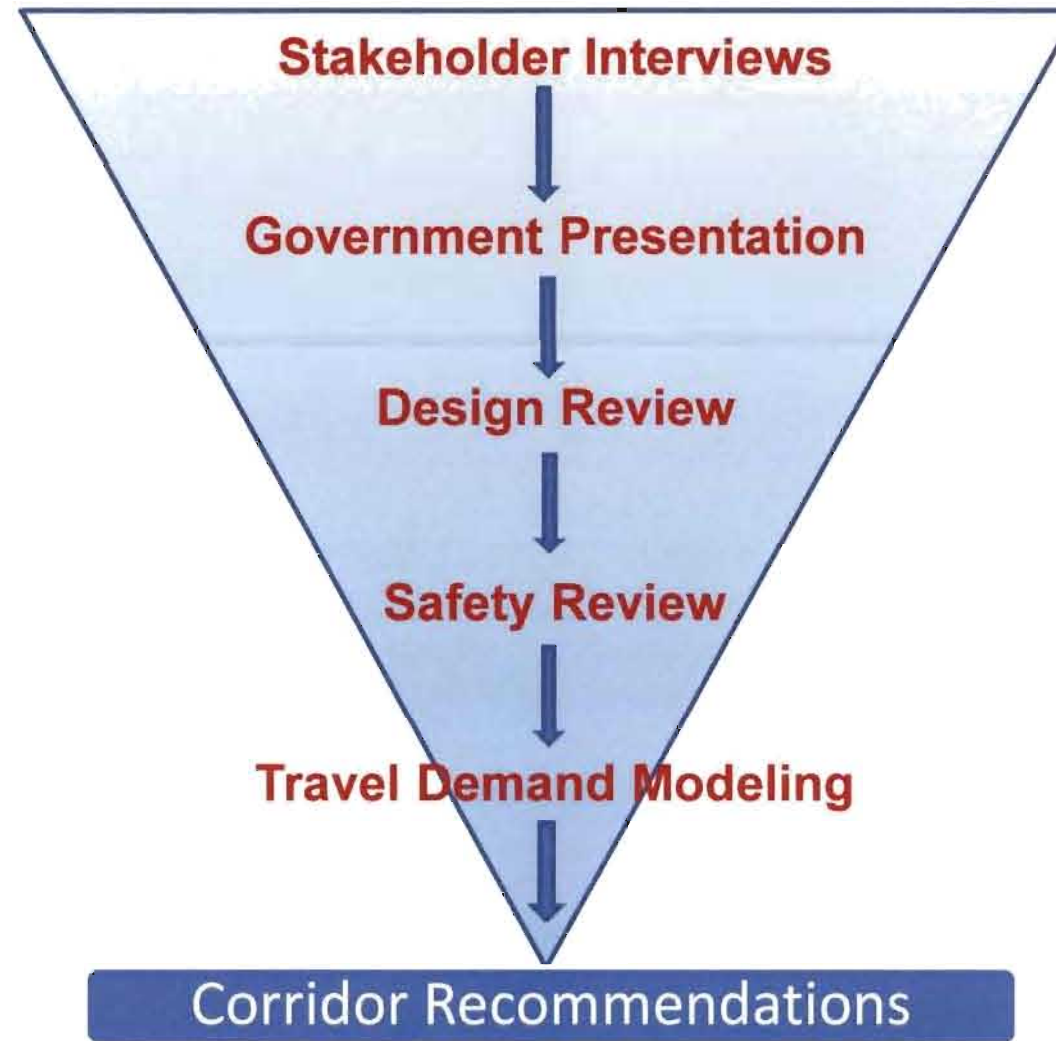 Stakeholder Interviews
Government Presentation
Design Review
Safety Review
Travel Demand Modeling
Corridor Recommendations